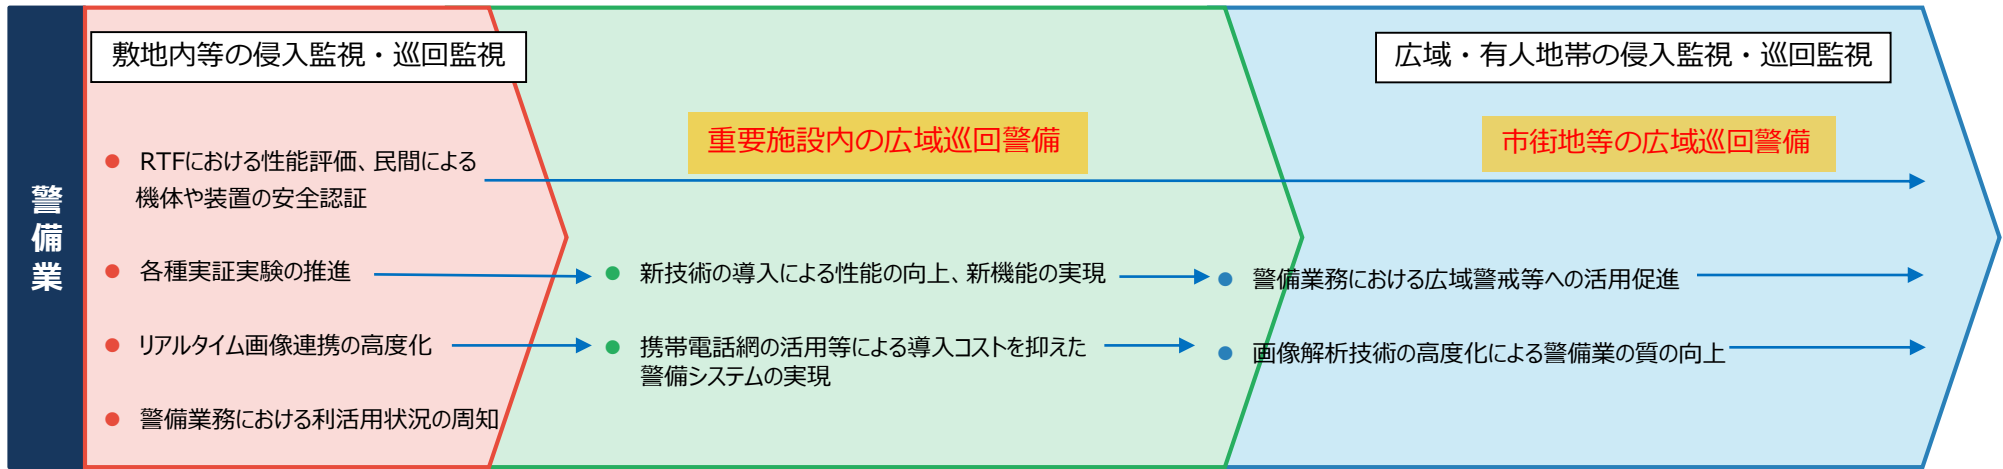 警備業
敷地内等の侵入監視・巡回監視
● RTFにおける性能評価、民間による
機体や装置の安全認証
● 各種実証実験の推進
● リアルタイム画像連携の高度化
● 警備業務における利活用状況の周知
重要施設内の広域巡回警備
● 新技術の導入による性能の向上、新機能の実現
● 携帯電話網の活用等による導入コストを抑えた
警備システムの実現
広域・有人地帯の侵入監視・巡回監視
市街地等の広域巡回警備
● 警備業務における広域警戒等への活用促進
● 画像解析技術の高度化による警備業の質の向上